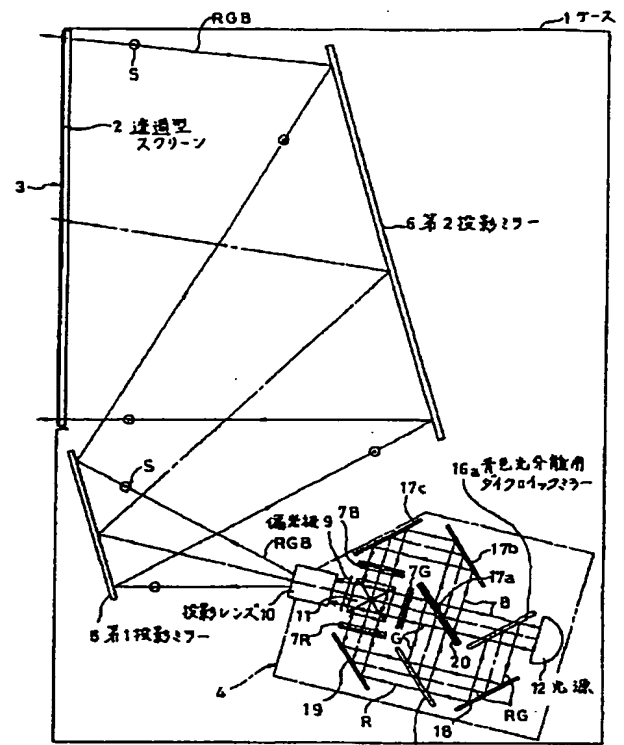 RGB
1 ケース
S
2 透過型
スクリーン
3
6 第2投影ミラー
S
16a 青色光分離用
ダイクロイックミラー
17c
偏光板 9
7B
RGB
17b
7G
17a
B
投影レンズ 10
11
5 第1投影ミラー
7R
G
20
12 光源
4
19
R
18
RG